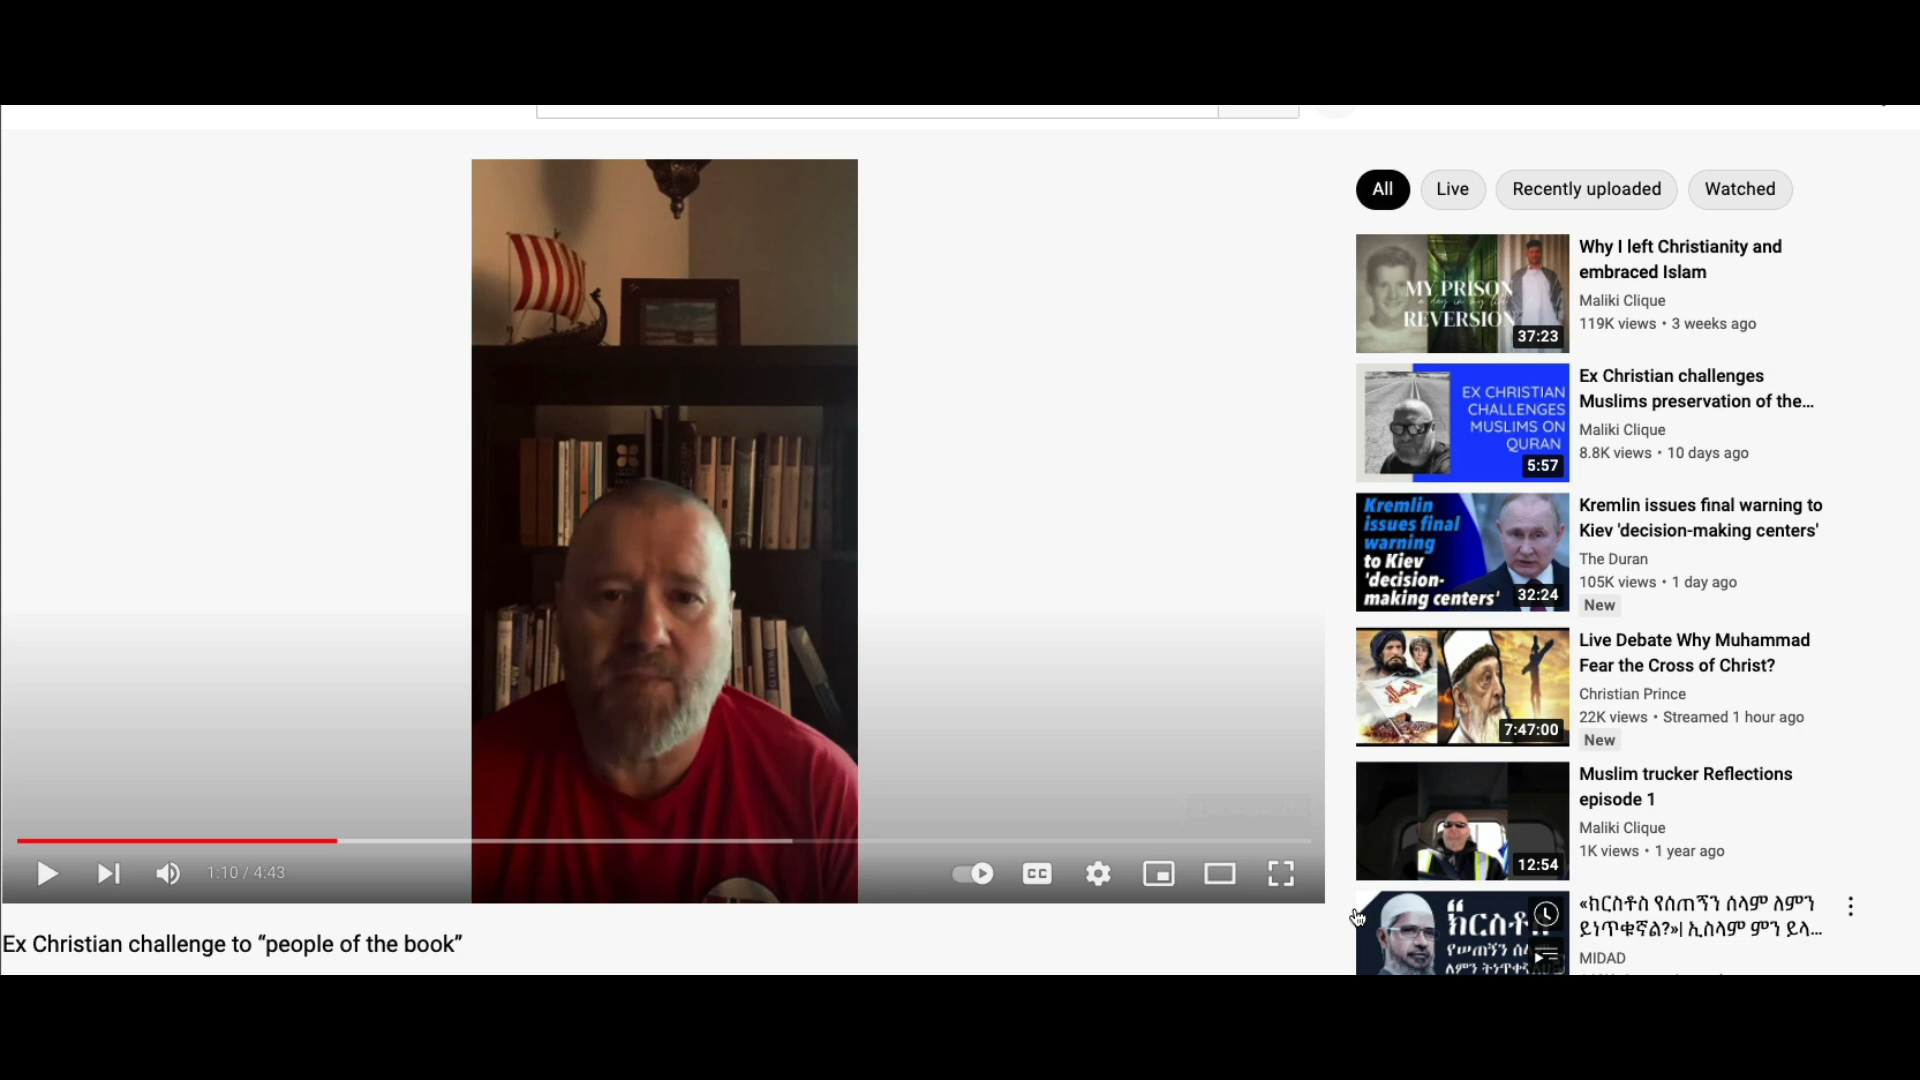 1:10 / 4:43
CC
Ex Christian challenge to “people of the book”
All
Live
Recently uploaded
Watched
MY PRISON
a day in my life
REVERSION
37:23
Why I left Christianity and
embraced Islam
Maliki Clique
119K views • 3 weeks ago
EX CHRISTIAN
CHALLENGES
MUSLIMS ON
QURAN
5:57
Ex Christian challenges
Muslims preservation of the...
Maliki Clique
8.8K views • 10 days ago
Kremlin
issues final
warning
to Kiev
'decision-
making centers'
32:24
Kremlin issues final warning to
Kiev 'decision-making centers'
The Duran
105K views • 1 day ago
New
7:47:00
Live Debate Why Muhammad
Fear the Cross of Christ?
Christian Prince
22K views • Streamed 1 hour ago
New
12:54
Muslim trucker Reflections
episode 1
Maliki Clique
1K views • 1 year ago
«ክርስቶስ የሰጠኝን ሰላም ለምን
ይነጥቁኛል?»| ኢስላም ምን ይላ...
MIDAD